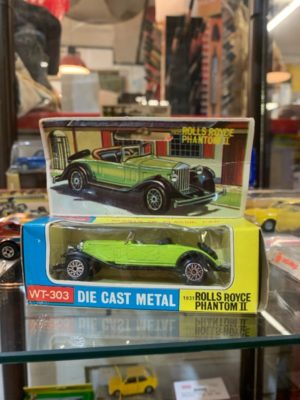 1931 ROLLS ROYCE
PHANTOM II
WT-303 DIE CAST METAL 1931 ROLLS ROYCE
PHANTOM II